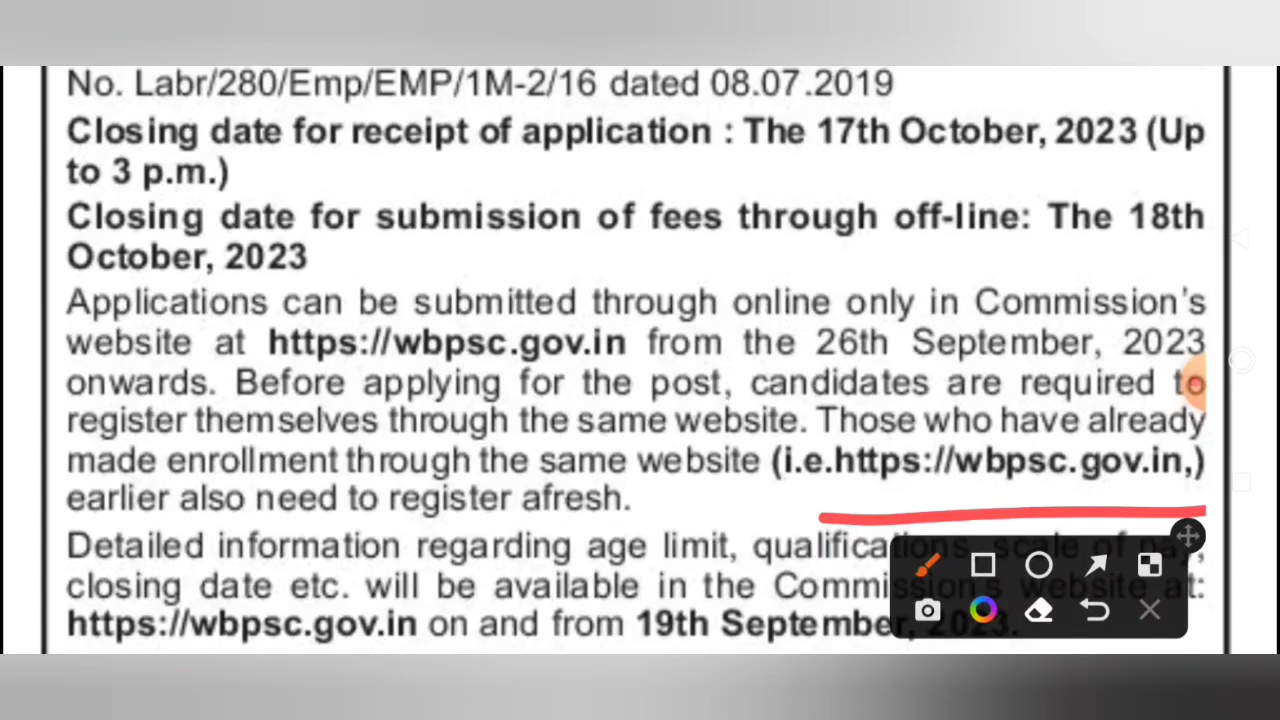 No. Labr/280/Emp/EMP/1M-2/16 dated 08.07.2019
Closing date for receipt of application : The 17th October, 2023 (Up
to 3 p.m.)
Closing date for submission of fees through off-line: The 18th
October, 2023
Applications can be submitted through online only in Commission's
website at https://wbpsc.gov.in from the 26th September, 2023
onwards. Before applying for the post, candidates are required to
register themselves through the same website. Those who have already
made enrollment through the same website (i.e.https://wbpsc.gov.in,)
earlier also need to register afresh.
Detailed information regarding age limit, qualifications, scale of pay,
closing date etc. will be available in the Commission's website at:
https://wbpsc.gov.in on and from 19th September, 2023.